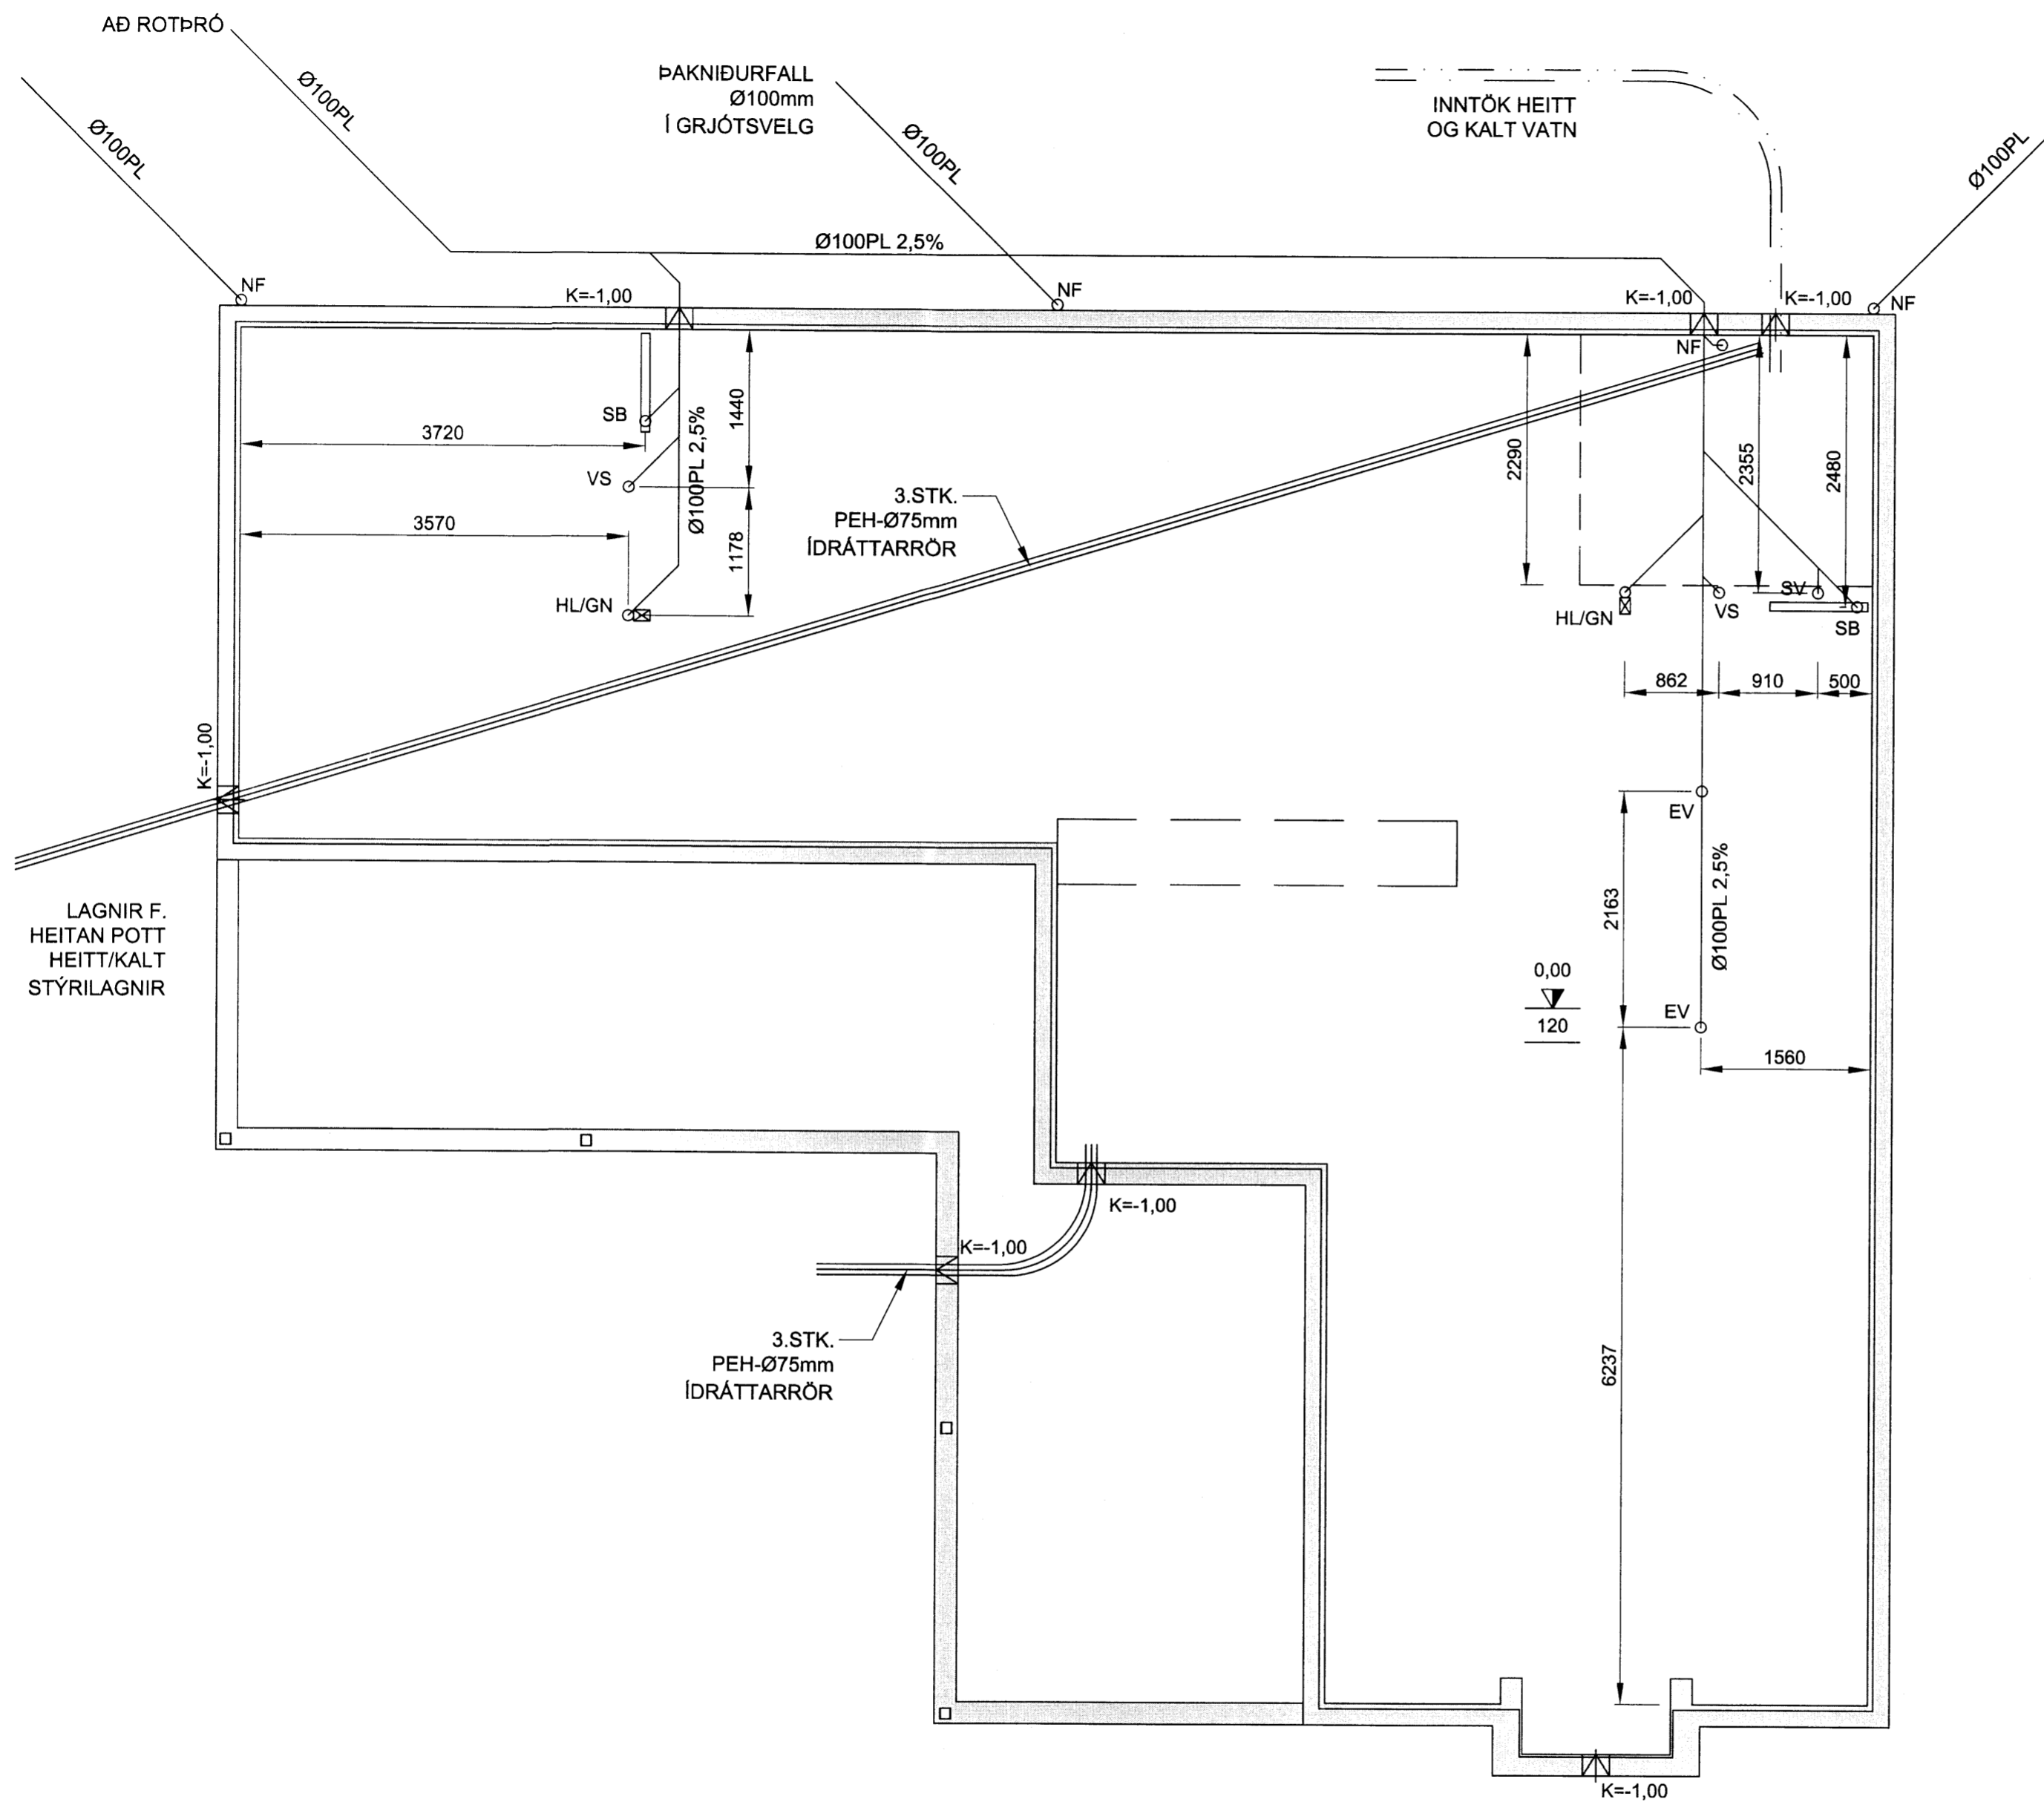 AÐ ROTÞRÓ
Ø100PL
Ø100PL
ÞAKNIÐURFALL
Ø100mm
Í GRJÓTSVELG
Ø100PL
INNTÖK HEITT
OG KALT VATN
Ø100PL
Ø100PL 2,5%
NF
K=-1,00
NF
K=-1,00
K=-1,00
NF
NF
SB
3720
1440
VS
Ø100PL 2,5%
3570
1178
HL/GN
3.STK.
PEH-Ø75mm
ÍDRÁTTARRÖR
2290
2355
2480
HL/GN
VS
SV
SB
862
910
500
K=-1,00
EV
2163
Ø100PL 2,5%
LAGNIR F.
HEITAN POTT
HEITT/KALT
STÝRILAGNIR
0,00
120
EV
1560
K=-1,00
K=-1,00
3.STK.
PEH-Ø75mm
ÍDRÁTTARRÖR
6237
K=-1,00